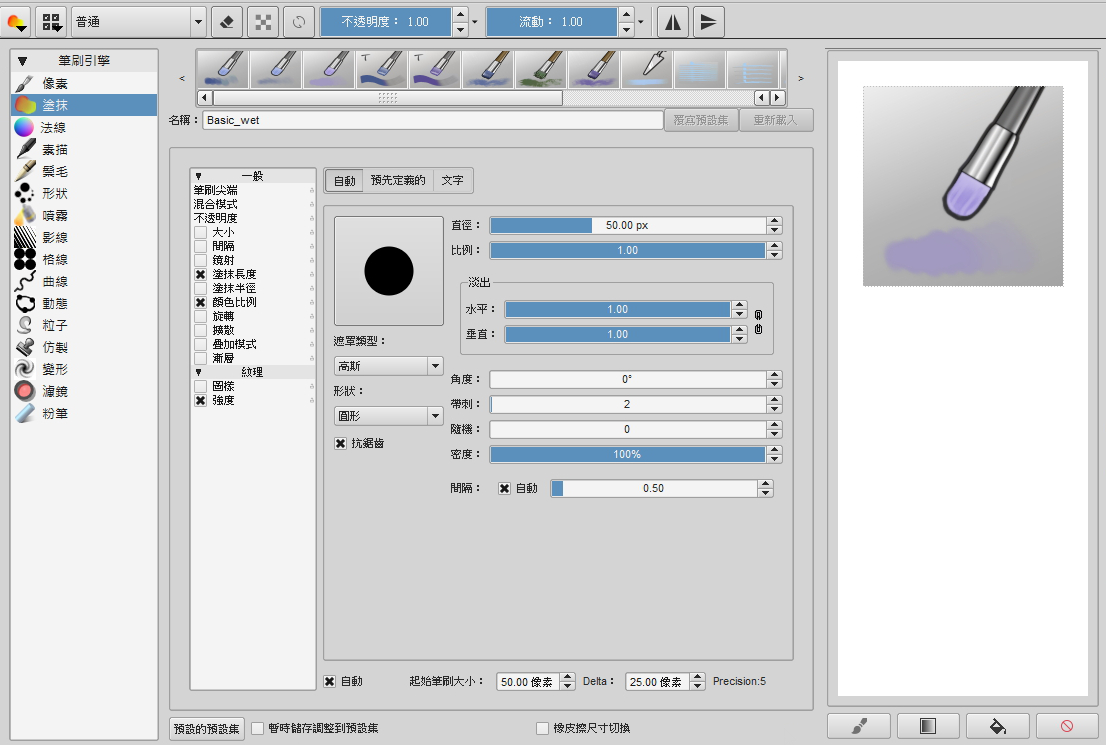 普通
不透明度： 1.00
流動： 1.00
筆刷引擎
像素
塗抹
法線
素描
鬃毛
形狀
噴霧
影線
格線
曲線
動態
粒子
仿製
變形
濾鏡
粉筆
<
>
名稱：
Basic_wet
覆寫預設集
重新載入
一般
筆刷尖端
混合模式
不透明度
大小
間隔
鏡射
塗抹長度
塗抹半徑
顏色比例
旋轉
擴散
疊加模式
漸層
紋理
圖樣
強度
自動
預先定義的
文字
遮罩類型：
高斯
形狀：
圓形
抗鋸齒
直徑： 50.00 px
比例： 1.00
淡出
水平： 1.00
垂直： 1.00
角度： 0°
帶刺： 2
隨機： 0
密度： 100%
間隔： 自動 0.50
自動
起始筆刷大小： 50.00 像素 Delta： 25.00 像素 Precision:5
預設的預設集
暫時儲存調整到預設集
橡皮擦尺寸切換